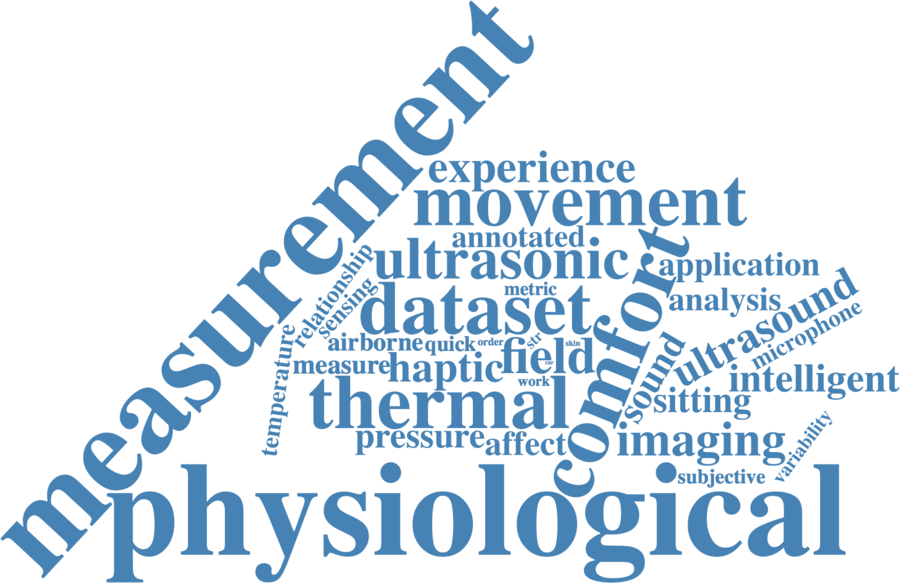 measurement
experience
movement
annotated
ultrasonic
comfort
application
relationship
sensing
metric
dataset
analysis
ultrasound
microphone
airborne
quick
order
str
field
skin
sound
temperature
measure
haptic
work
intelligent
thermal
sitting
pressure
affect
imaging
variability
subjective
physiological